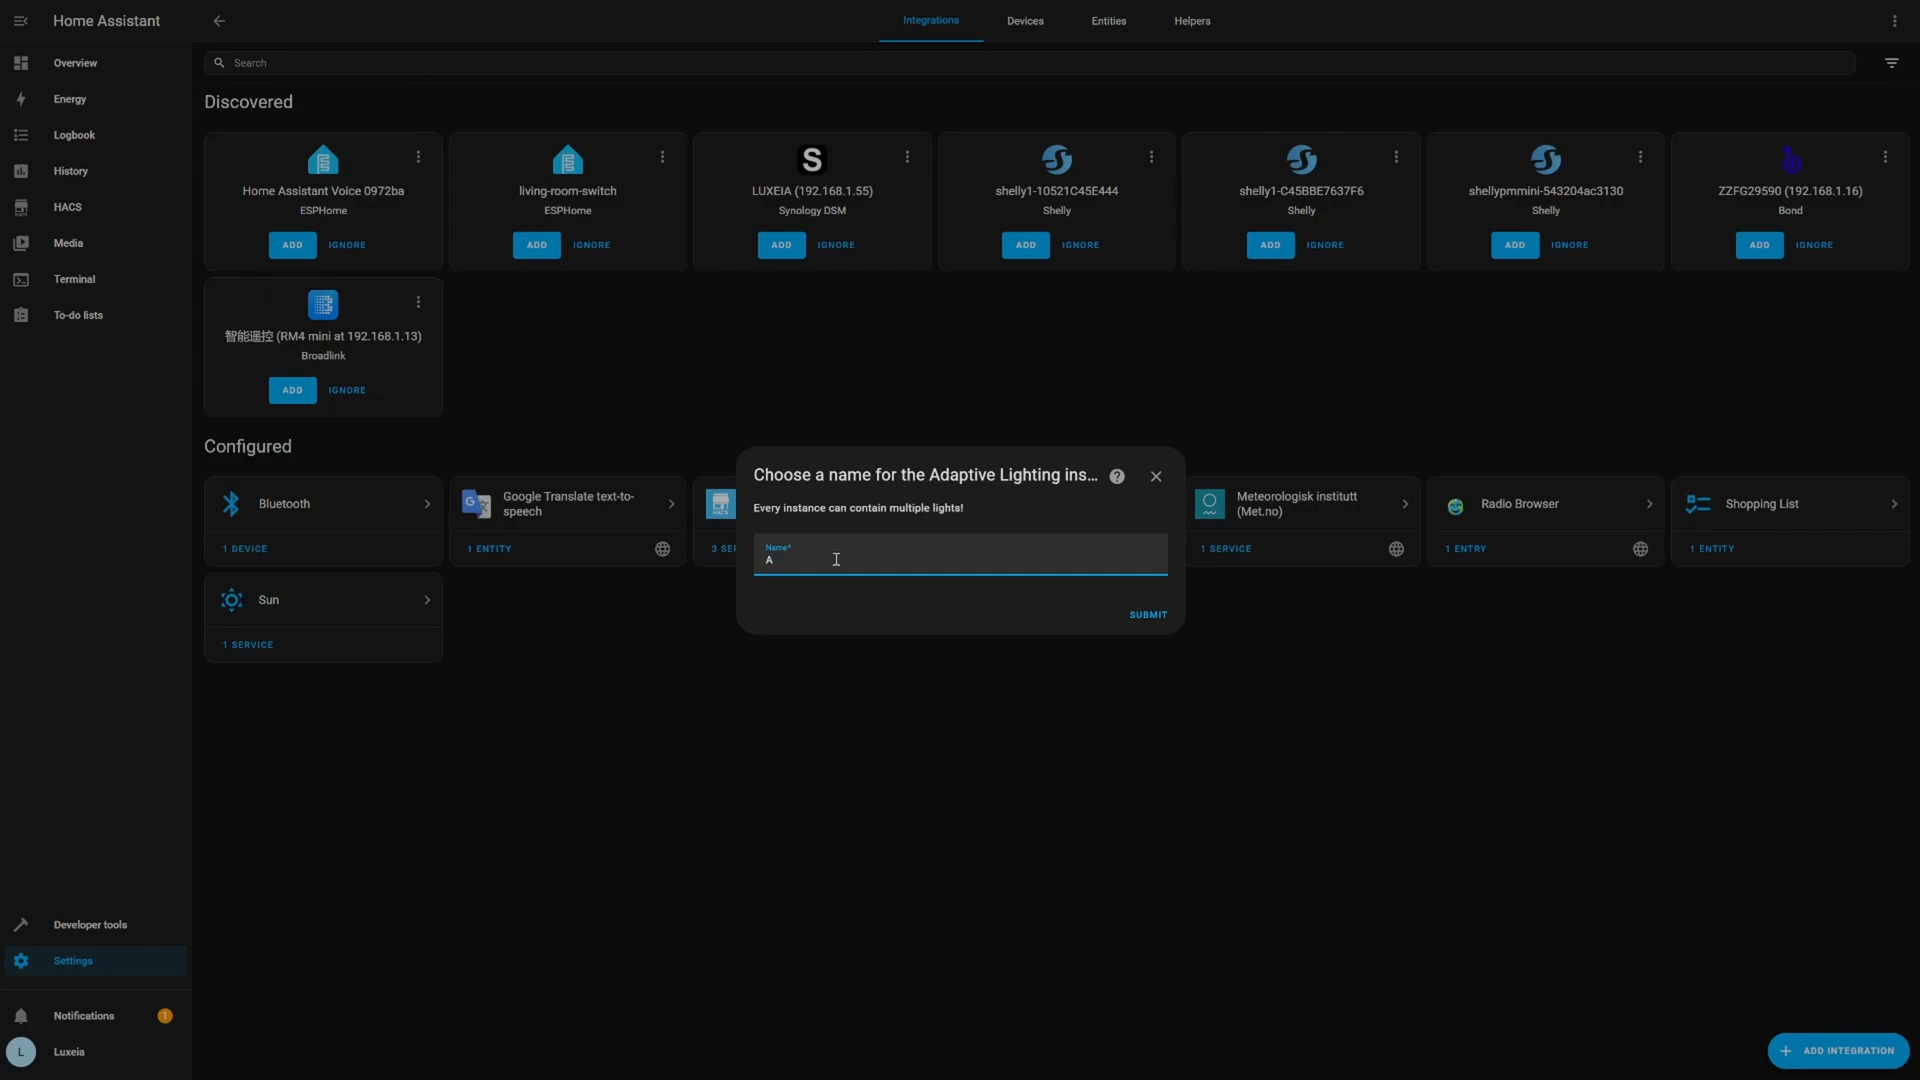 Home Assistant
Overview
Energy
Logbook
History
HACS
Media
Terminal
To-do lists
Developer tools
Settings
Notifications
1
L
Luxeia
Integrations
Devices
Entities
Helpers
Search
Discovered
Home Assistant Voice 0972ba
ESPHome
ADD
IGNORE
living-room-switch
ESPHome
ADD
IGNORE
S
LUXEIA (192.168.1.55)
Synology DSM
ADD
IGNORE
shelly1-10521C45E444
Shelly
ADD
IGNORE
shelly1-C45BBE7637F6
Shelly
ADD
IGNORE
shellypmmini-543204ac3130
Shelly
ADD
IGNORE
ZZFG29590 (192.168.1.16)
Bond
ADD
IGNORE
智能遥控 (RM4 mini at 192.168.1.13)
Broadlink
ADD
IGNORE
Configured
Bluetooth
1 DEVICE
Google Translate text-to-
speech
1 ENTITY
HACS
3 SE
Meteorologisk institutt
(Met.no)
1 SERVICE
Radio Browser
1 ENTRY
Shopping List
1 ENTITY
Sun
1 SERVICE
Choose a name for the Adaptive Lighting ins...
Every instance can contain multiple lights!
Name*
A
SUBMIT
ADD INTEGRATION